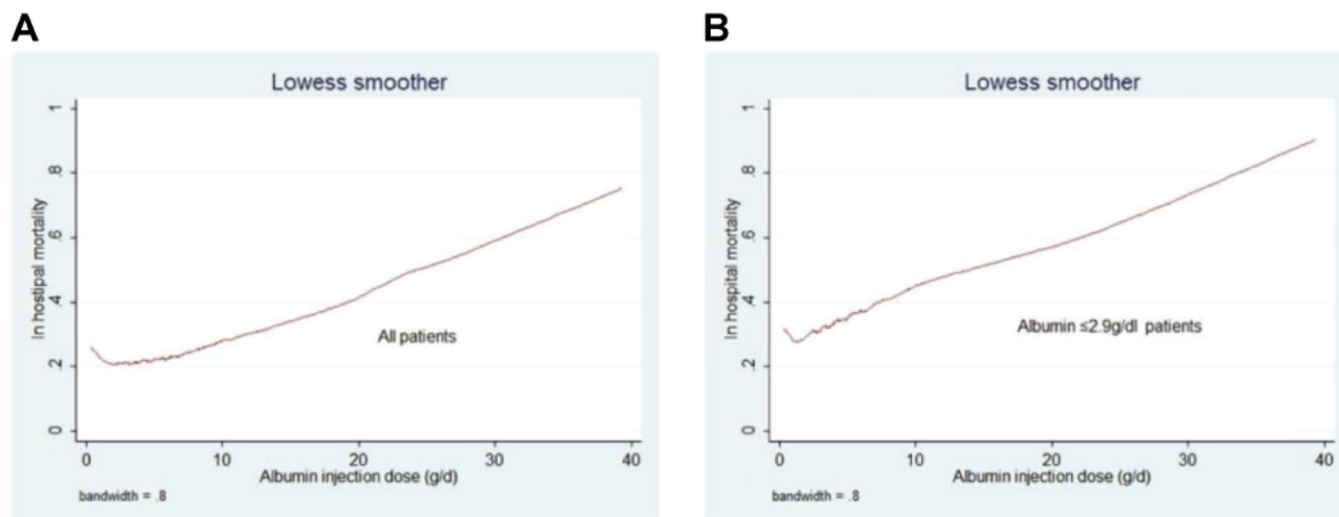 A
Lowess smoother
In hostipal mortality
1
.8
.6
.4
.2
0
All patients
0 10 20 30 40
Albumin injection dose (g/d)
bandwidth = .8
B
Lowess smoother
In hospital mortality
1
.8
.6
.4
.2
0
Albumin ≤2.9g/dl patients
0 10 20 30 40
Albumin injection dose (g/d)
bandwidth = .8